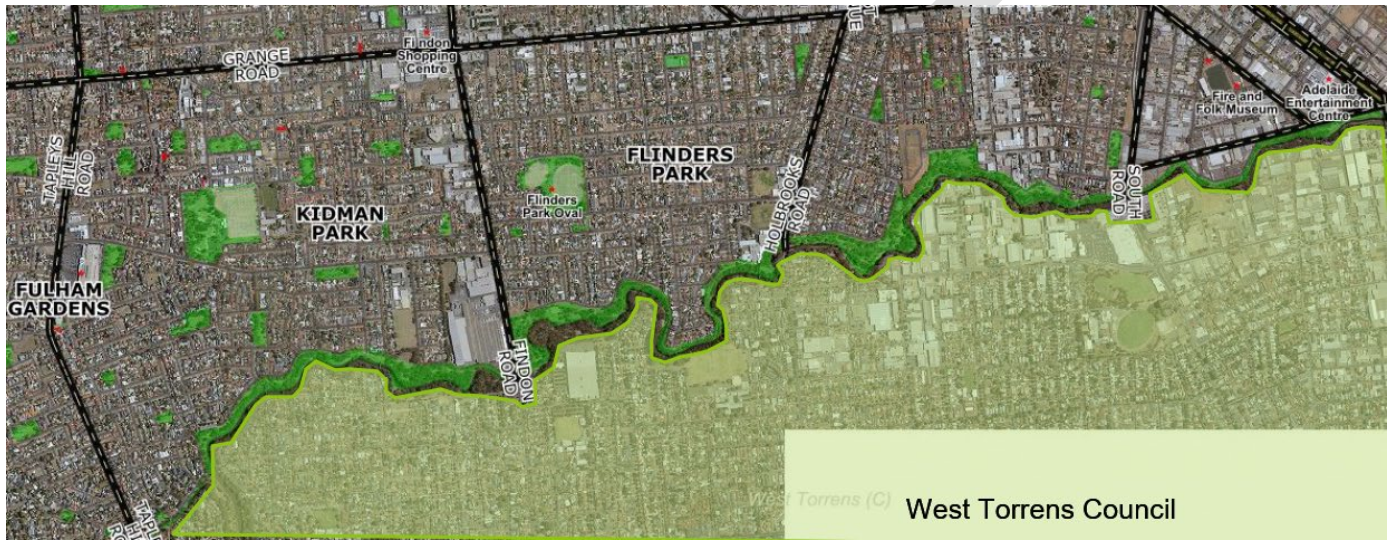 GRANGE
ROAD
Flindon
Shopping
Centre
TAPLEYS
HILL
ROAD
KIDMAN
PARK
FULHAM
GARDENS
FLINDERS
PARK
Flinders
Park Oval
HOLBROOKS
ROAD
FINDON
ROAD
SOUTH
ROAD
Fire and
Folk Museum
Adelaide
Entertainment
Centre
West Torrens (C)
West Torrens Council